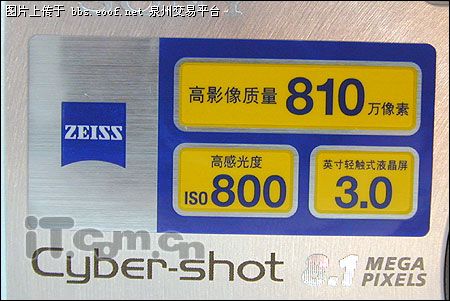 图片上传于 bbs.eoof.net 泉州交易平台
ZEISS
高影像质量 810 万像素
高感光度
ISO 800
英寸轻触式液晶屏
3.0
iTcom.cn
Cyber-shot 8.1 MEGA
PIXELS